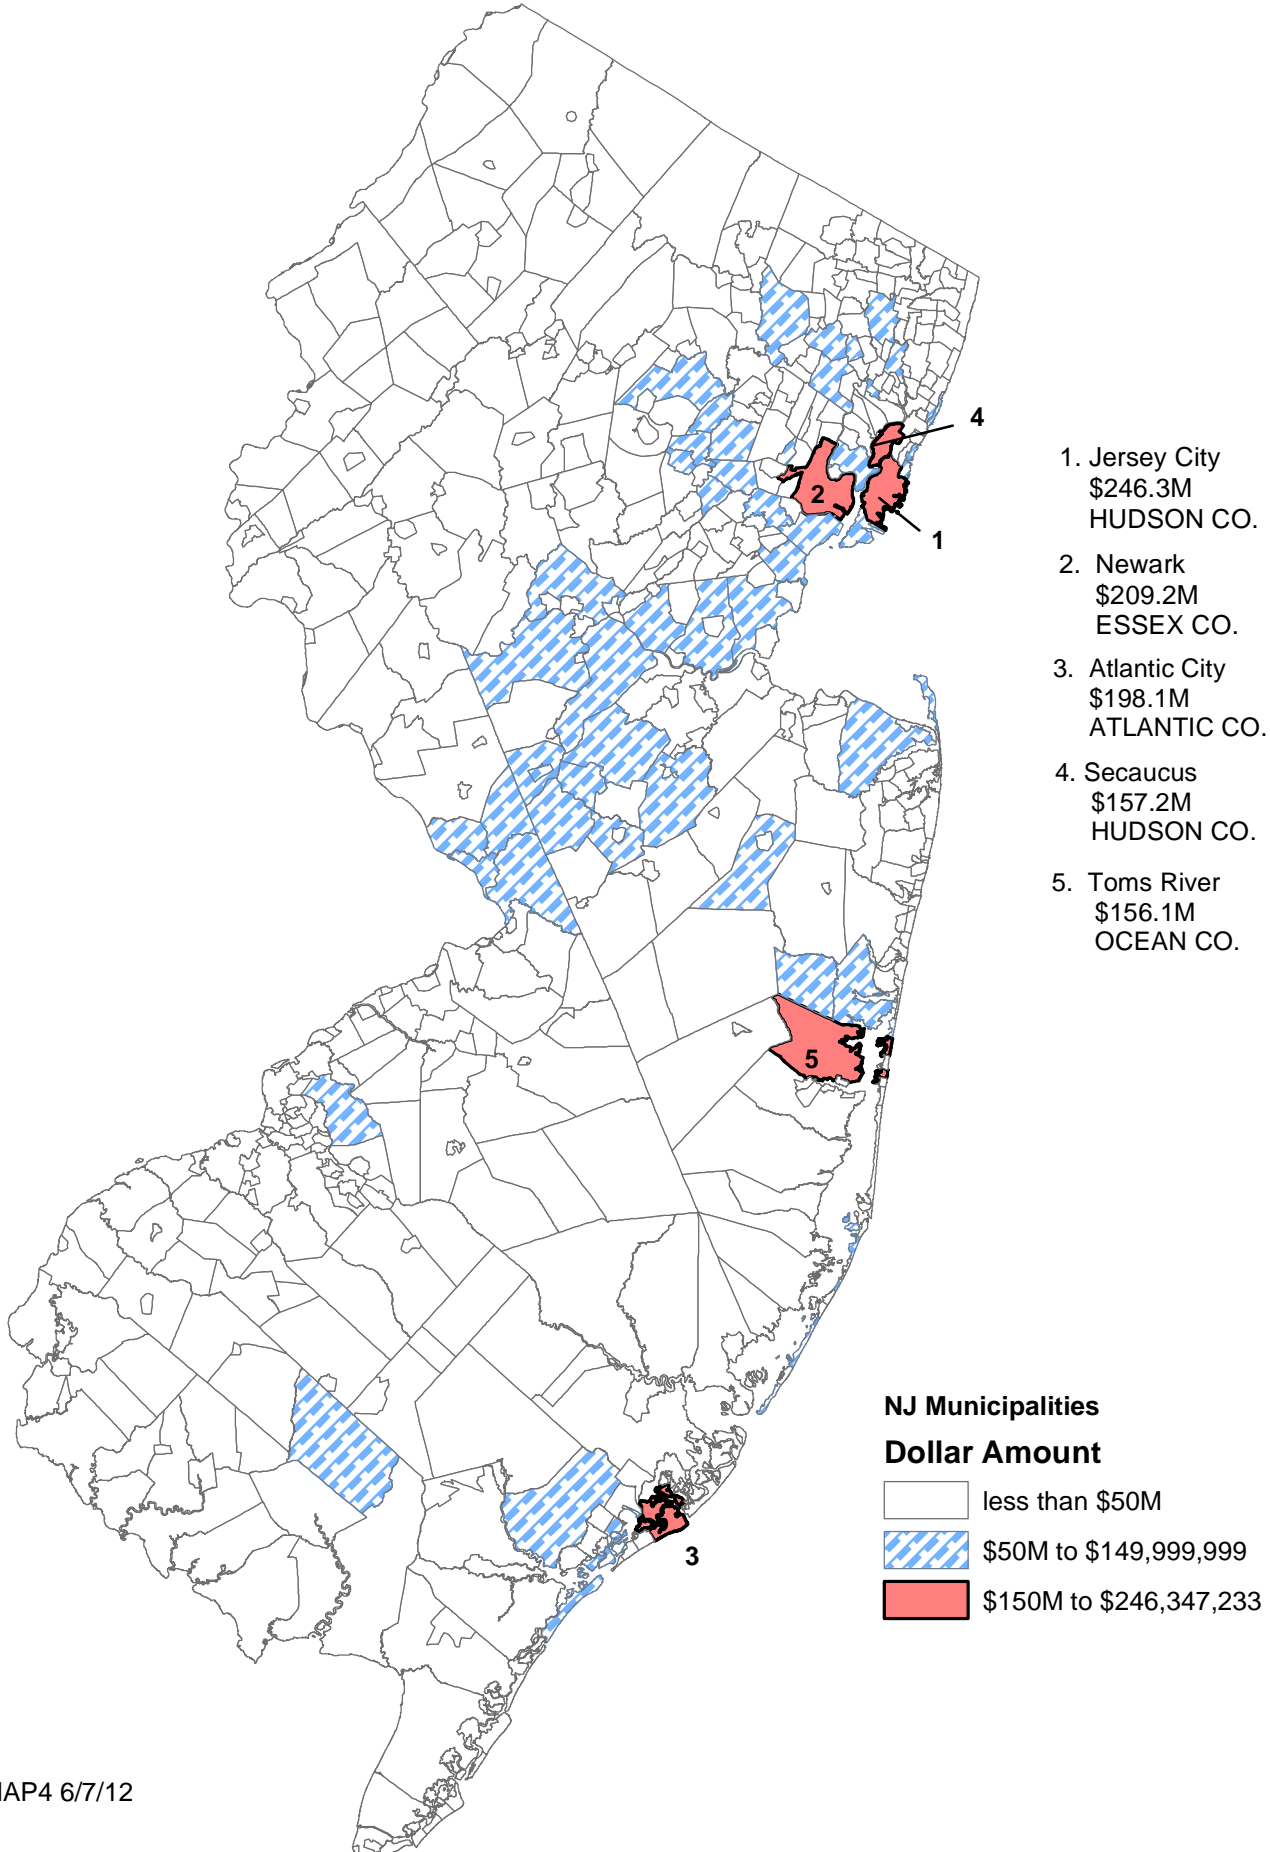 4
1
2
5
3
1. Jersey City
$246.3M
HUDSON CO.
2. Newark
$209.2M
ESSEX CO.
3. Atlantic City
$198.1M
ATLANTIC CO.
4. Secaucus
$157.2M
HUDSON CO.
5. Toms River
$156.1M
OCEAN CO.
NJ Municipalities
Dollar Amount
less than $50M
$50M to $149,999,999
$150M to $246,347,233
AP4 6/7/12